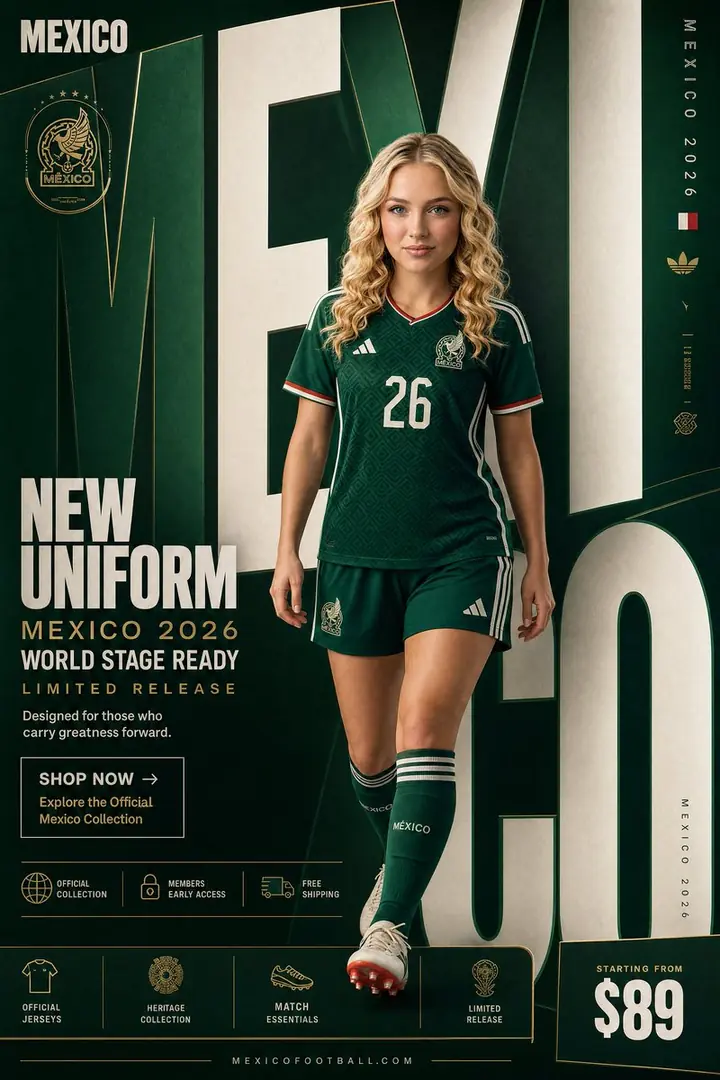 MEXICO
MEXICO 2026
MÉXICO
MEXICO
26
MÉXICO
NEW
UNIFORM
MEXICO 2026
WORLD STAGE READY
LIMITED RELEASE
Designed for those who
carry greatness forward.
SHOP NOW →
Explore the Official
Mexico Collection
MÉXICO
MÉXICO
MEXICO 2026
OFFICIAL
COLLECTION
MEMBERS
EARLY ACCESS
FREE
SHIPPING
OFFICIAL
JERSEYS
HERITAGE
COLLECTION
MATCH
ESSENTIALS
LIMITED
RELEASE
STARTING FROM
$89
MEXICOFOOTBALL.COM